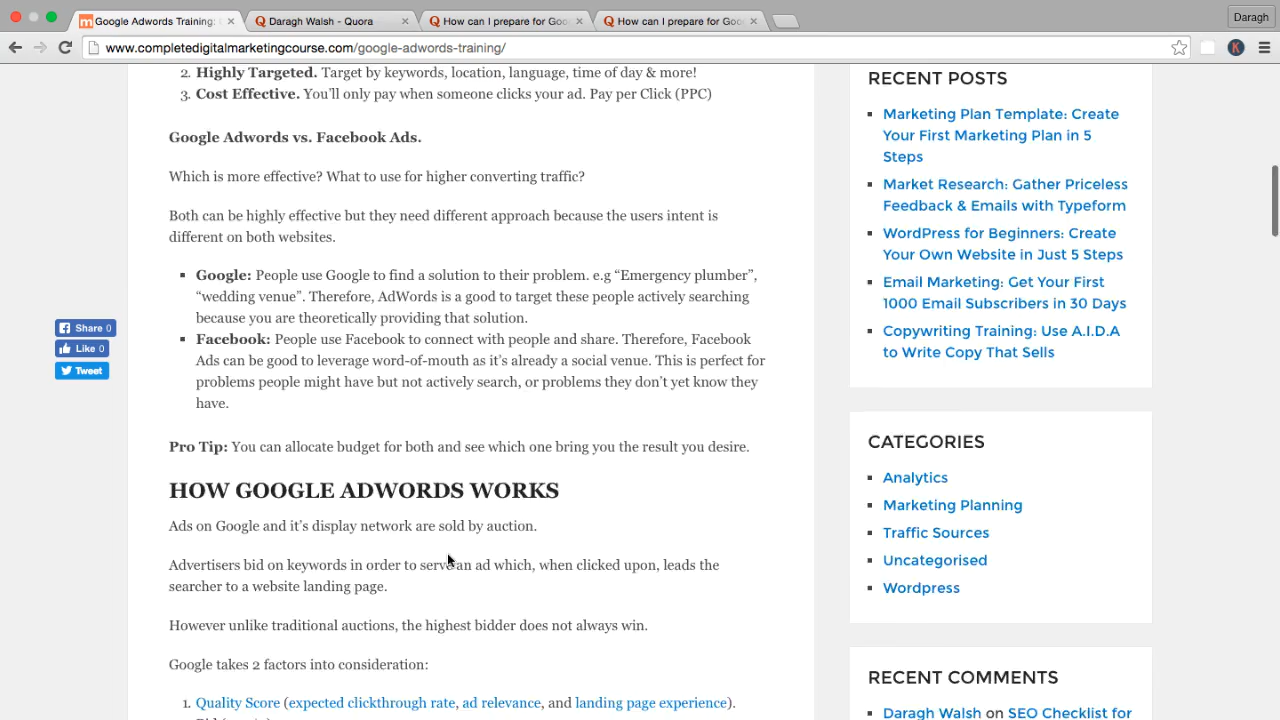 Google Adwords Training:
Daragh Walsh - Quora
How can I prepare for Goo
How can I prepare for Goo
Daragh
www.completedigitalmarketingcourse.com/google-adwords-training/
2. Highly Targeted. Target by keywords, location, language, time of day & more!
3. Cost Effective. You'll only pay when someone clicks your ad. Pay per Click (PPC)
Google Adwords vs. Facebook Ads.
Which is more effective? What to use for higher converting traffic?
Both can be highly effective but they need different approach because the users intent is
different on both websites.
Google: People use Google to find a solution to their problem. e.g “Emergency plumber”,
“wedding venue”. Therefore, AdWords is a good to target these people actively searching
because you are theoretically providing that solution.
Facebook: People use Facebook to connect with people and share. Therefore, Facebook
Ads can be good to leverage word-of-mouth as it's already a social venue. This is perfect for
problems people might have but not actively search, or problems they don't yet know they
have.
Pro Tip: You can allocate budget for both and see which one bring you the result you desire.
HOW GOOGLE ADWORDS WORKS
Ads on Google and it's display network are sold by auction.
Advertisers bid on keywords in order to serve an ad which, when clicked upon, leads the
searcher to a website landing page.
However unlike traditional auctions, the highest bidder does not always win.
Google takes 2 factors into consideration:
1. Quality Score (expected clickthrough rate, ad relevance, and landing page experience).
Share 0
Like 0
Tweet
RECENT POSTS
Marketing Plan Template: Create
Your First Marketing Plan in 5
Steps
Market Research: Gather Priceless
Feedback & Emails with Typeform
WordPress for Beginners: Create
Your Own Website in Just 5 Steps
Email Marketing: Get Your First
1000 Email Subscribers in 30 Days
Copywriting Training: Use A.I.D.A
to Write Copy That Sells
CATEGORIES
Analytics
Marketing Planning
Traffic Sources
Uncategorised
Wordpress
RECENT COMMENTS
Daragh Walsh on SEO Checklist for